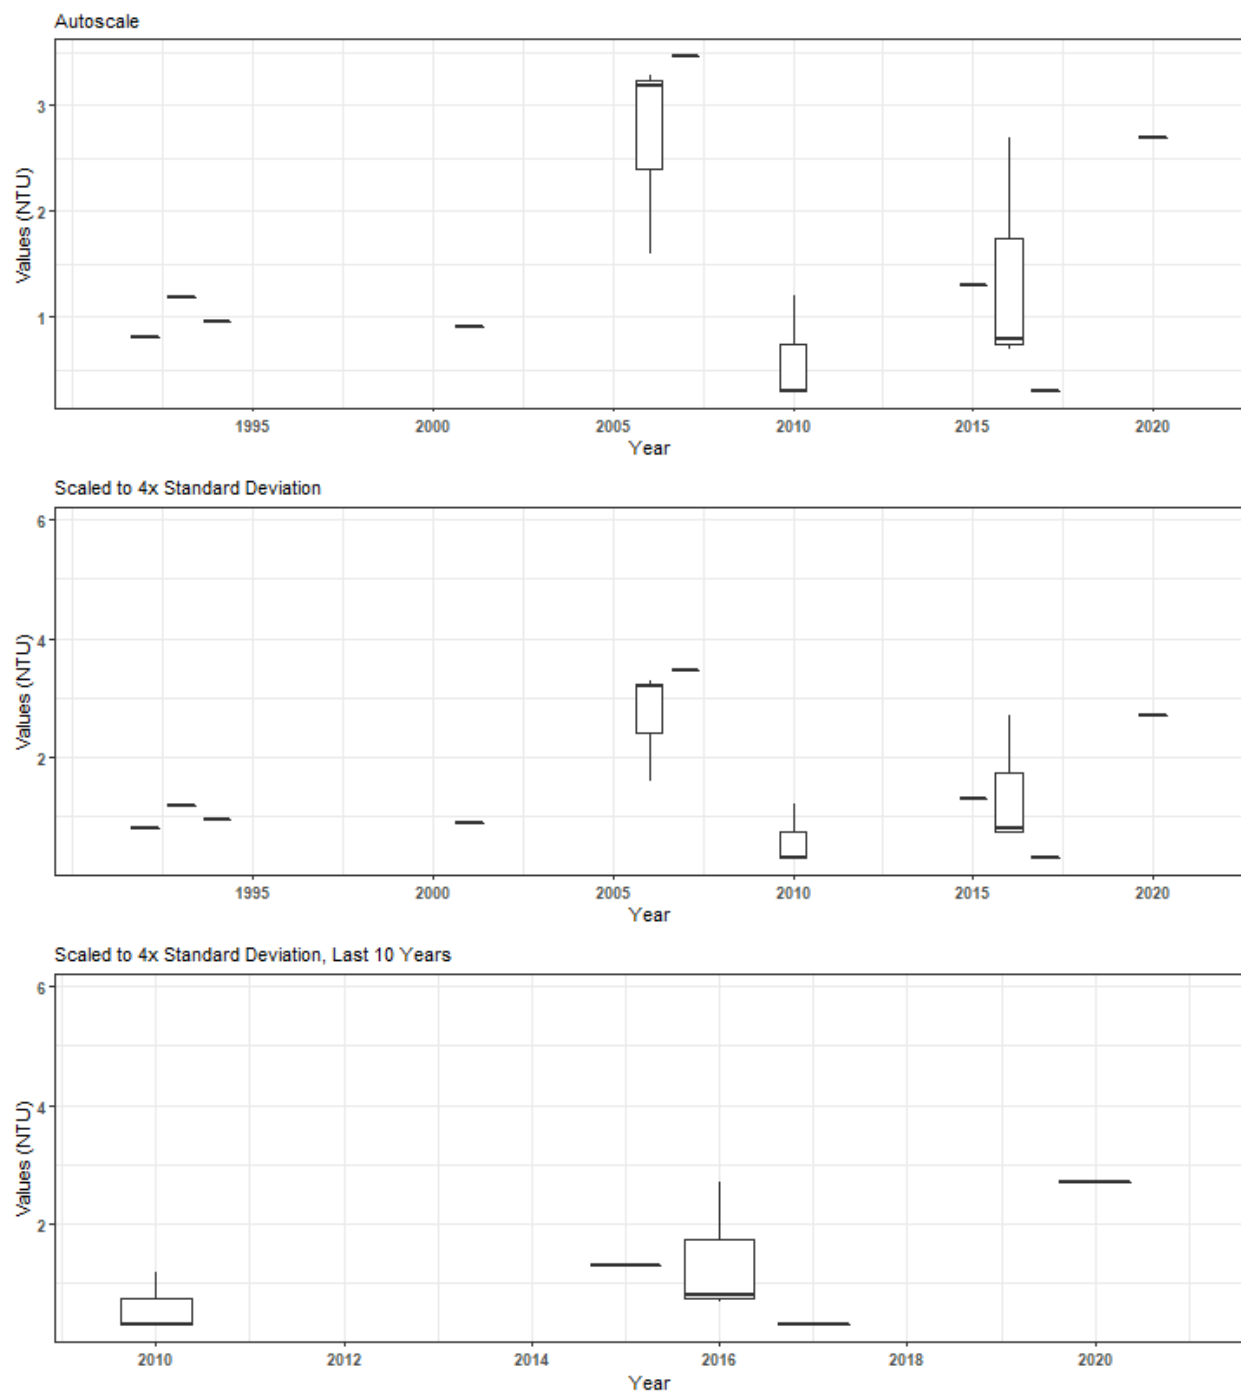 Autoscale
Values (NTU)
3
2
1
1995 2000 2005 2010 2015 2020
Year
Scaled to 4x Standard Deviation
Values (NTU)
6
4
2
1995 2000 2005 2010 2015 2020
Year
Scaled to 4x Standard Deviation, Last 10 Years
Values (NTU)
6
4
2
2010 2012 2014 2016 2018 2020
Year